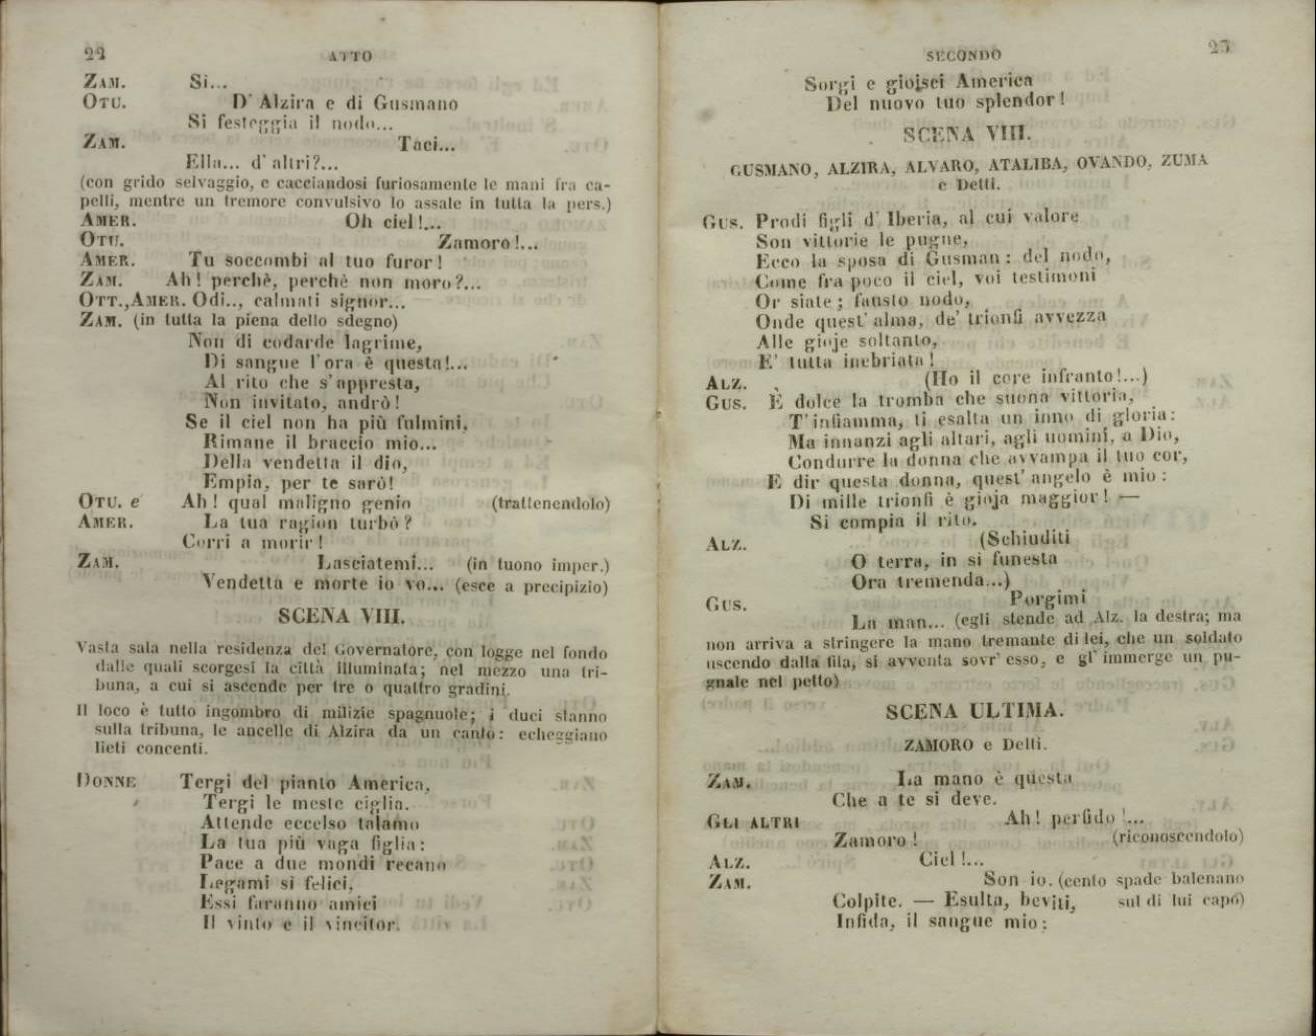 22
ATTO
ZAM. Si...
OTU. D' Alzira e di Gusmano
Si festeggia il nodo...
ZAM. Taci...
Ella... d' altri?...
(con grido selvaggio, e cacciandosi furiosamente le mani fra ca-
pelli, mentre un tremore convulsivo lo assale in tutta la pers.)
AMER. Oh ciel!...
OTU. Zamoro!...
AMER. Tu soccombi al tuo furor!
ZAM. Ah! perchè, perchè non moro?...
OTT., AMER. Odi.., calmati signor...
ZAM. (in tutta la piena dello sdegno)
Non di codarde lagrime,
Di sangue l'ora è questa!...
Al rito che s'appresta,
Non invitato, andrò!
Se il ciel non ha più fulmini,
Rimane il braccio mio...
Della vendetta il dio,
Empia, per te sarò!
OTU. e Ah! qual maligno genio (trattenendolo)
AMER. La tua ragion turbò?
Corri a morir!
ZAM. Lasciatemi... (in tuono imper.)
Vendetta e morte io vo... (esce a precipizio)
SCENA VIII.
Vasta sala nella residenza del Governatore, con logge nel fondo
dalle quali scorgesi la città illuminata; nel mezzo una tri-
buna, a cui si ascende per tre o quattro gradini.
Il loco è tutto ingombro di milizie spagnuole; i duci stanno
sulla tribuna, le ancelle di Alzira da un canto: echeggiano
lieti concenti.
DONNE Tergi del pianto America,
Tergi le meste ciglia.
Attende eccelso talamo
La tua più vaga figlia:
Pace a due mondi recano
Legami si felici,
Essi faranno amici
Il vinto e il vincitor.
23
SECONDO
Sorgi e gioisci America
Del nuovo tuo splendor!
SCENA VIII.
GUSMANO, ALZIRA, ALVARO, ATALIBA, OVANDO, ZUMA
e Detti.
GUS. Prodi figli d' Iberia, al cui valore
Son vittorie le pugne,
Ecco la sposa di Gusman: del nodo,
Come fra poco il ciel, voi testimoni
Or siate; fausto nodo,
Onde quest' alma, de' trionfi avvezza
Alle gioje soltanto,
E' tutta inebriata!
ALZ. (Ho il core infranto!...)
GUS. È dolce la tromba che suona vittoria,
T'infiamma, ti esalta un inno di gloria:
Ma innanzi agli altari, agli uomini, a Dio,
Condurre la donna che avvampa il tuo cor,
E dir questa donna, quest' angelo è mio:
Di mille trionfi è gioja maggior! —
Si compia il rito.
ALZ. (Schiuditi
O terra, in si funesta
Ora tremenda...)
GUS. Porgimi
La man... (egli stende ad Alz. la destra; ma
non arriva a stringere la mano tremante di lei, che un soldato
uscendo dalla fila, si avventa sovr' esso, e gl' immerge un pu-
gnale nel petto)
SCENA ULTIMA.
ZAMORO e Detti.
ZAM. La mano è questa
Che a te si deve.
GLI ALTRI Ah! perfido!...
Zamoro! (riconoscendolo)
ALZ. Ciel!...
ZAM. Son io. (cento spade balenano
Colpite. — Esulta, beviti, sul di lui capo)
Infida, il sangue mio: